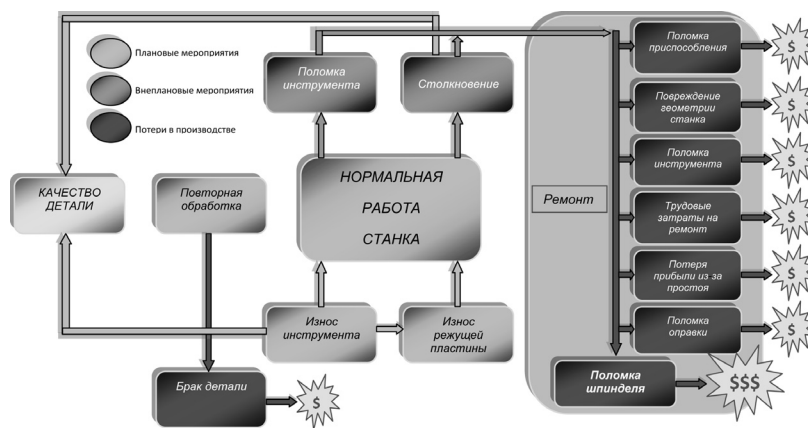 Плановые мероприятия
Внеплановые мероприятия
Потери в производстве
Поломка
инструмента
Столкновение
КАЧЕСТВО
ДЕТАЛИ
Повторная
обработка
НОРМАЛЬНАЯ
РАБОТА
СТАНКА
Износ
инструмента
Износ
режущей
пластины
Брак детали
$
Ремонт
Поломка
приспособления
$
Повреждение
геометрии
станка
$
Поломка
инструмента
$
Трудовые
затраты на
ремонт
$
Потеря
прибыли из за
простоя
$
Поломка
оправки
$
Поломка
шпинделя
$$$